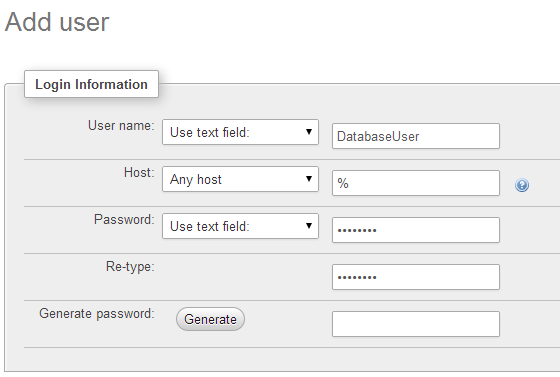 Add user
Login Information
User name: Use text field: DatabaseUser
Host: Any host %
Password: Use text field: ••••••••
Re-type: ••••••••
Generate password: Generate